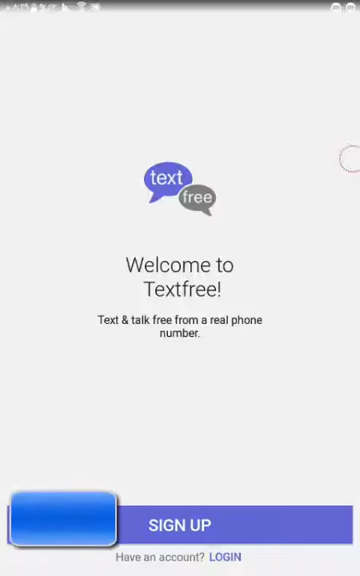 text
free
Welcome to
Textfree!
Text & talk free from a real phone
number.
SIGN UP
Have an account? LOGIN